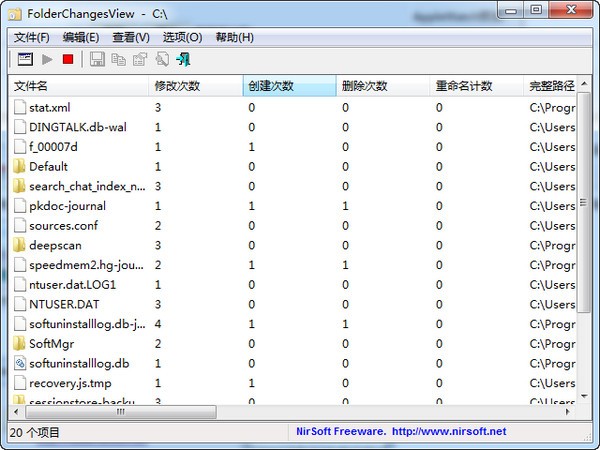 FolderChangesView - C:\
文件(F) 编辑(E) 查看(V) 选项(O) 帮助(H)
文件名 修改次数 创建次数 删除次数 重命名计数 完整路径
stat.xml 3 0 0 0 C:\Progr
DINGTALK.db-wal 1 0 0 0 C:\Users
f_00007d 1 1 0 0 C:\Users
Default 1 0 0 0 C:\Users
search_chat_index_n... 3 0 0 0 C:\Users
pkdoc-journal 1 1 1 0 C:\Users
sources.conf 2 0 0 0 C:\Users
deepscan 3 0 0 0 C:\Progr
speedmem2.hg-jou... 2 1 1 0 C:\Progr
ntuser.dat.LOG1 1 0 0 0 C:\Users
NTUSER.DAT 3 0 0 0 C:\Users
softuninstalllog.db-j... 4 1 1 0 C:\Progr
SoftMgr 2 0 0 0 C:\Progr
softuninstalllog.db 1 0 0 0 C:\Progr
recovery.js.tmp 1 1 0 0 C:\Users
sessionstore-backu... 3 0 0 0 C:\Users
20 个项目 NirSoft Freeware. http://www.nirsoft.net